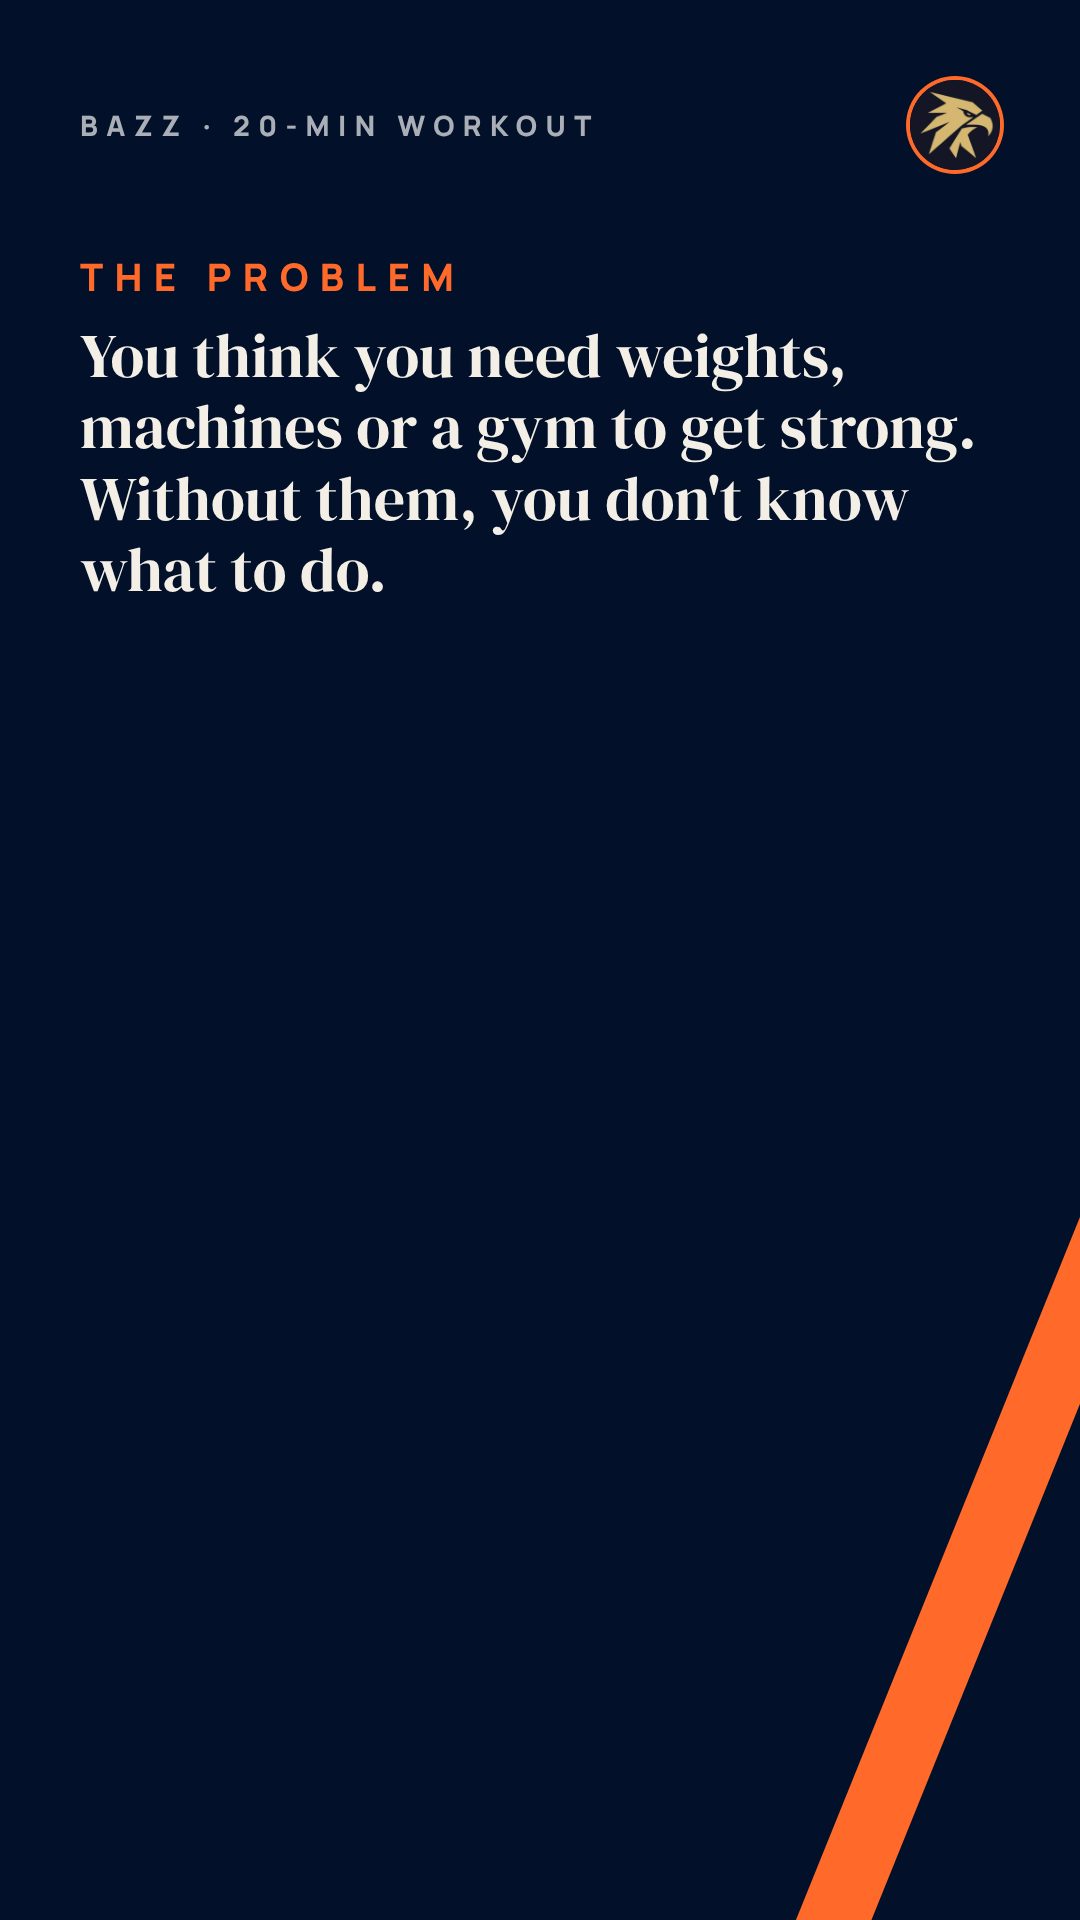 BAZZ · 20-MIN WORKOUT
THE PROBLEM
You think you need weights,
machines or a gym to get strong.
Without them, you don't know
what to do.